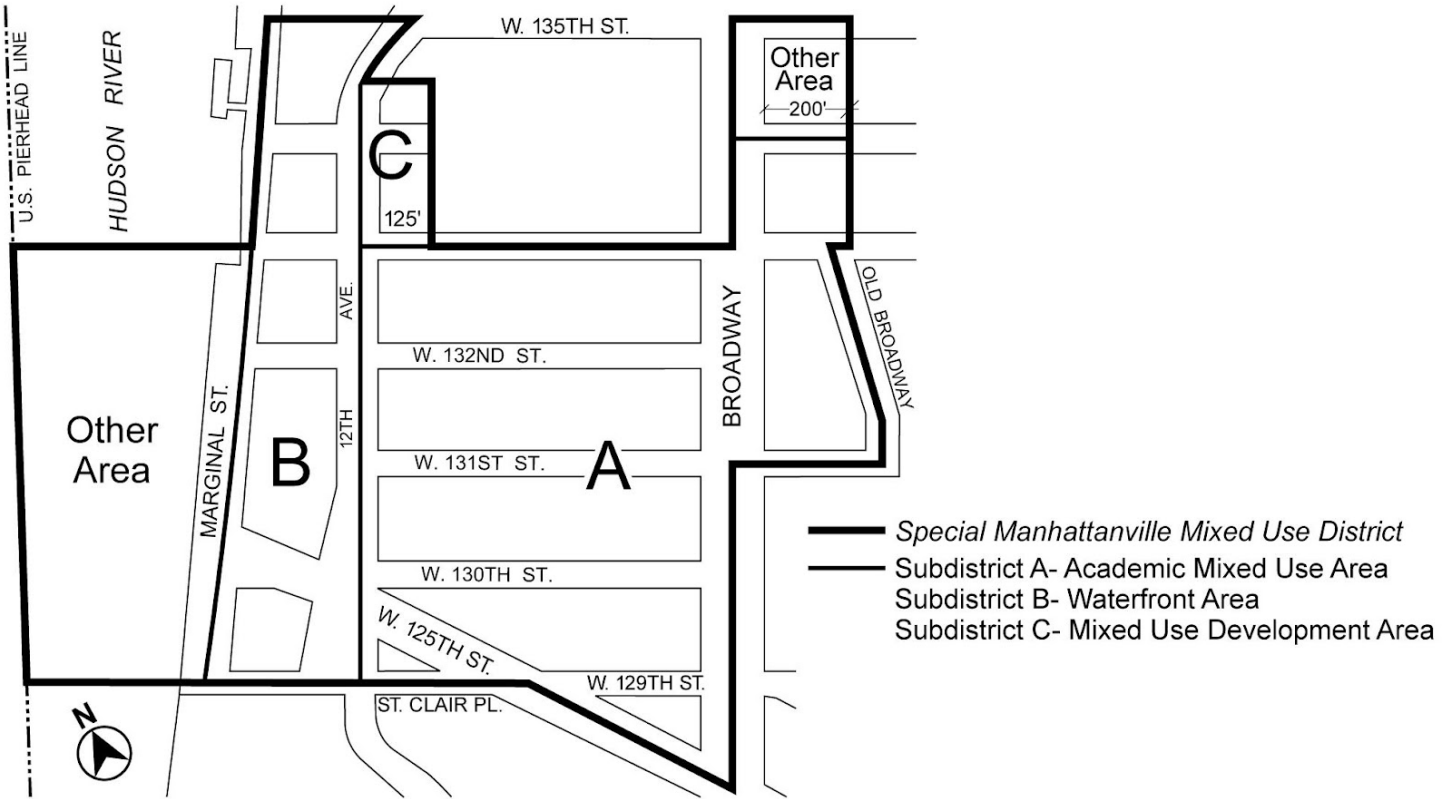 U.S. PIERHEAD LINE
HUDSON RIVER
W. 135TH ST.
Other
Area
200'
C
125'
AVE.
12TH
W. 132ND ST.
BROADWAY
OLD BROADWAY
Other
Area
MARGINAL ST.
B
W. 131ST ST.
A
W. 130TH ST.
W. 125TH ST.
W. 129TH ST.
ST. CLAIR PL.
N
Special Manhattanville Mixed Use District
Subdistrict A- Academic Mixed Use Area
Subdistrict B- Waterfront Area
Subdistrict C- Mixed Use Development Area